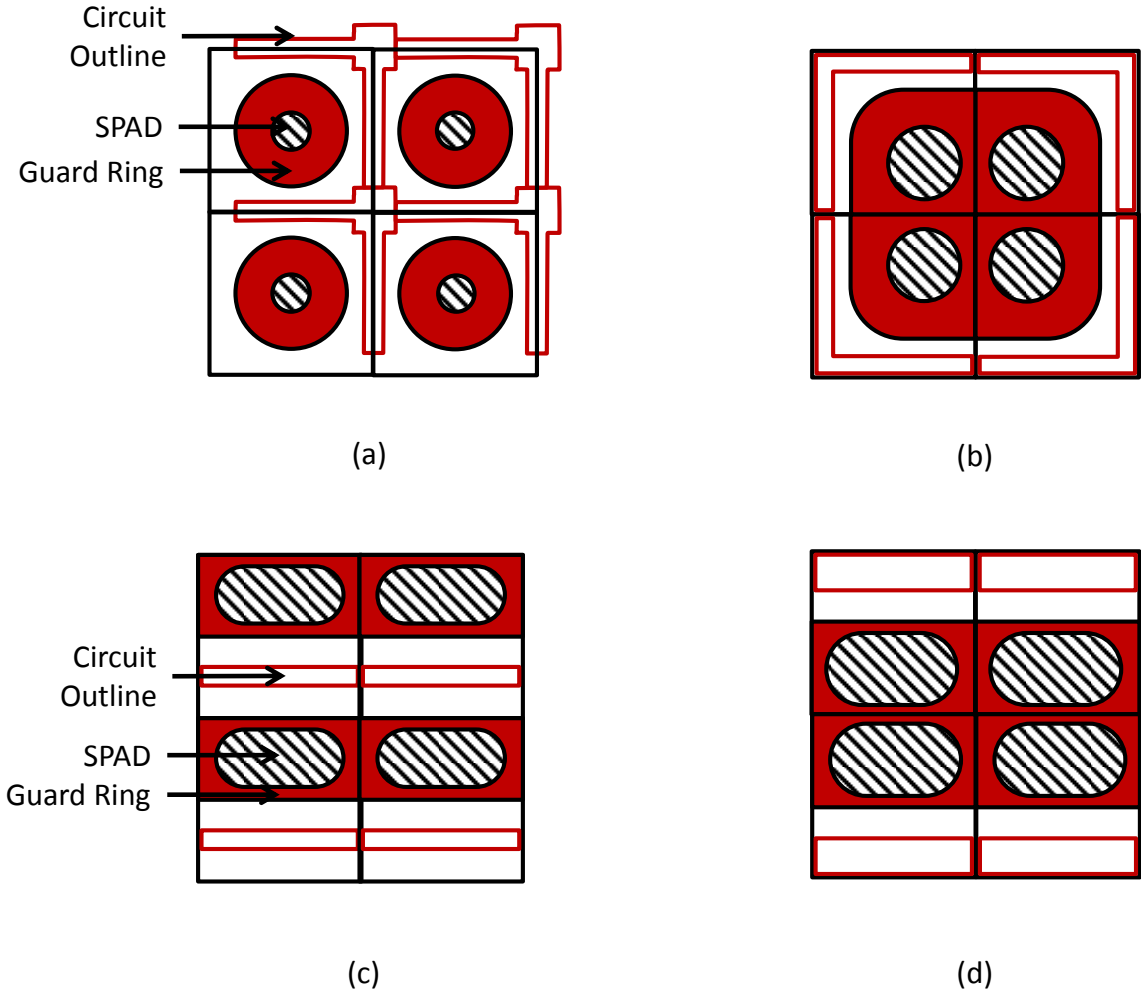 Circuit
Outline
SPAD
Guard Ring
(a)
(b)
Circuit
Outline
SPAD
Guard Ring
(c)
(d)